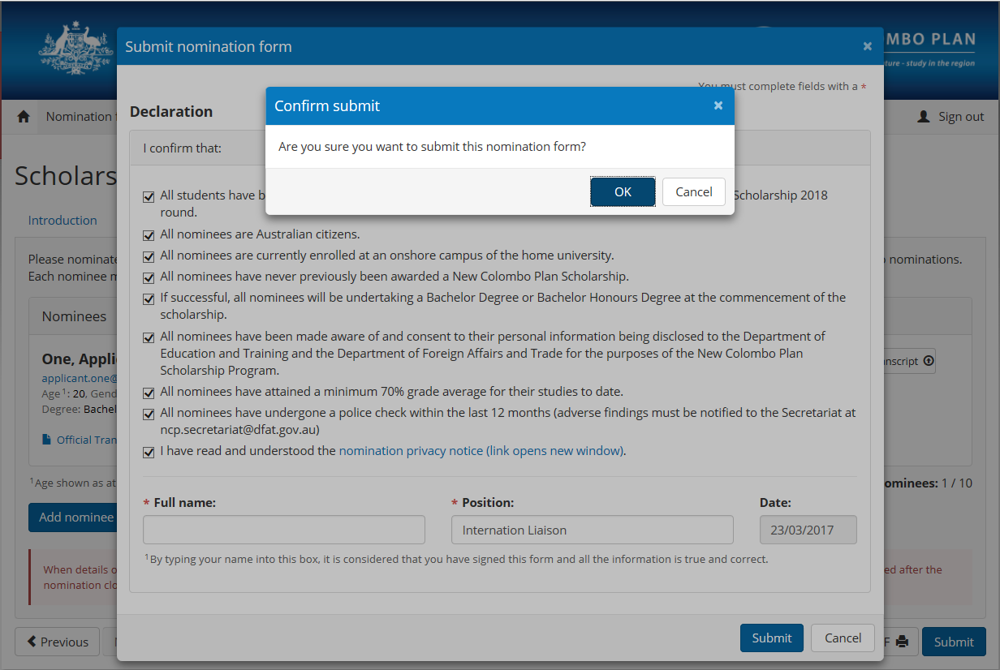 Submit nomination form
MBO PLAN
ture - study in the region
You must complete fields with a *
Confirm submit
Declaration
Nomination
Sign out
Are you sure you want to submit this nomination form?
I confirm that:
Scholars
OK
Cancel
All students have b
Scholarship 2018
round.
Introduction
All nominees are Australian citizens.
Please nominate
All nominees are currently enrolled at an onshore campus of the home university.
nominations.
Each nominee m
All nominees have never previously been awarded a New Colombo Plan Scholarship.
If successful, all nominees will be undertaking a Bachelor Degree or Bachelor Honours Degree at the commencement of the
scholarship.
Nominees
All nominees have been made aware of and consent to their personal information being disclosed to the Department of
Education and Training and the Department of Foreign Affairs and Trade for the purposes of the New Colombo Plan
Scholarship Program.
One, Appli
nscript
applicant.one@
Age¹: 20, Gend
Degree: Bachel
All nominees have attained a minimum 70% grade average for their studies to date.
All nominees have undergone a police check within the last 12 months (adverse findings must be notified to the Secretariat at
ncp.secretariat@dfat.gov.au)
Official Tran
I have read and understood the nomination privacy notice (link opens new window).
¹Age shown as at
ominees: 1 / 10
* Full name:
* Position:
Date:
Add nominee
Internation Liaison
23/03/2017
¹By typing your name into this box, it is considered that you have signed this form and all the information is true and correct.
When details o
ed after the
nomination clo
Previous
Submit
Cancel
F
Submit